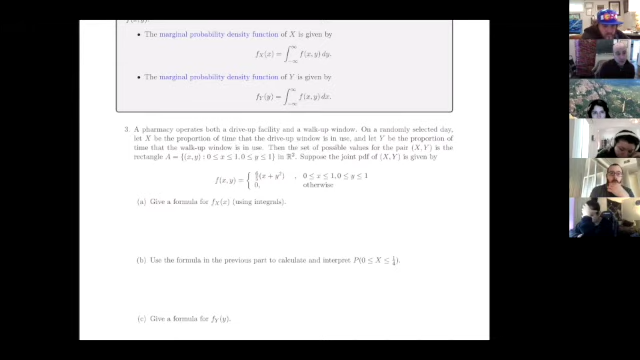 f(x, y).
• The marginal probability density function of X is given by
f_X(x) = ∫_{-∞}^{∞} f(x, y) dy.
• The marginal probability density function of Y is given by
f_Y(y) = ∫_{-∞}^{∞} f(x, y) dx.
3. A pharmacy operates both a drive-up facility and a walk-up window. On a randomly selected day,
let X be the proportion of time that the drive-up window is in use, and let Y be the proportion of
time that the walk-up window is in use. Then the set of possible values for the pair (X, Y) is the
rectangle A = {(x, y) : 0 ≤ x ≤ 1, 0 ≤ y ≤ 1} in ℝ². Suppose the joint pdf of (X, Y) is given by
f(x, y) = { 6/5 (x + y²) , 0 ≤ x ≤ 1, 0 ≤ y ≤ 1
0, otherwise
(a) Give a formula for f_X(x) (using integrals).
(b) Use the formula in the previous part to calculate and interpret P(0 ≤ X ≤ 1/4).
(c) Give a formula for f_Y(y).